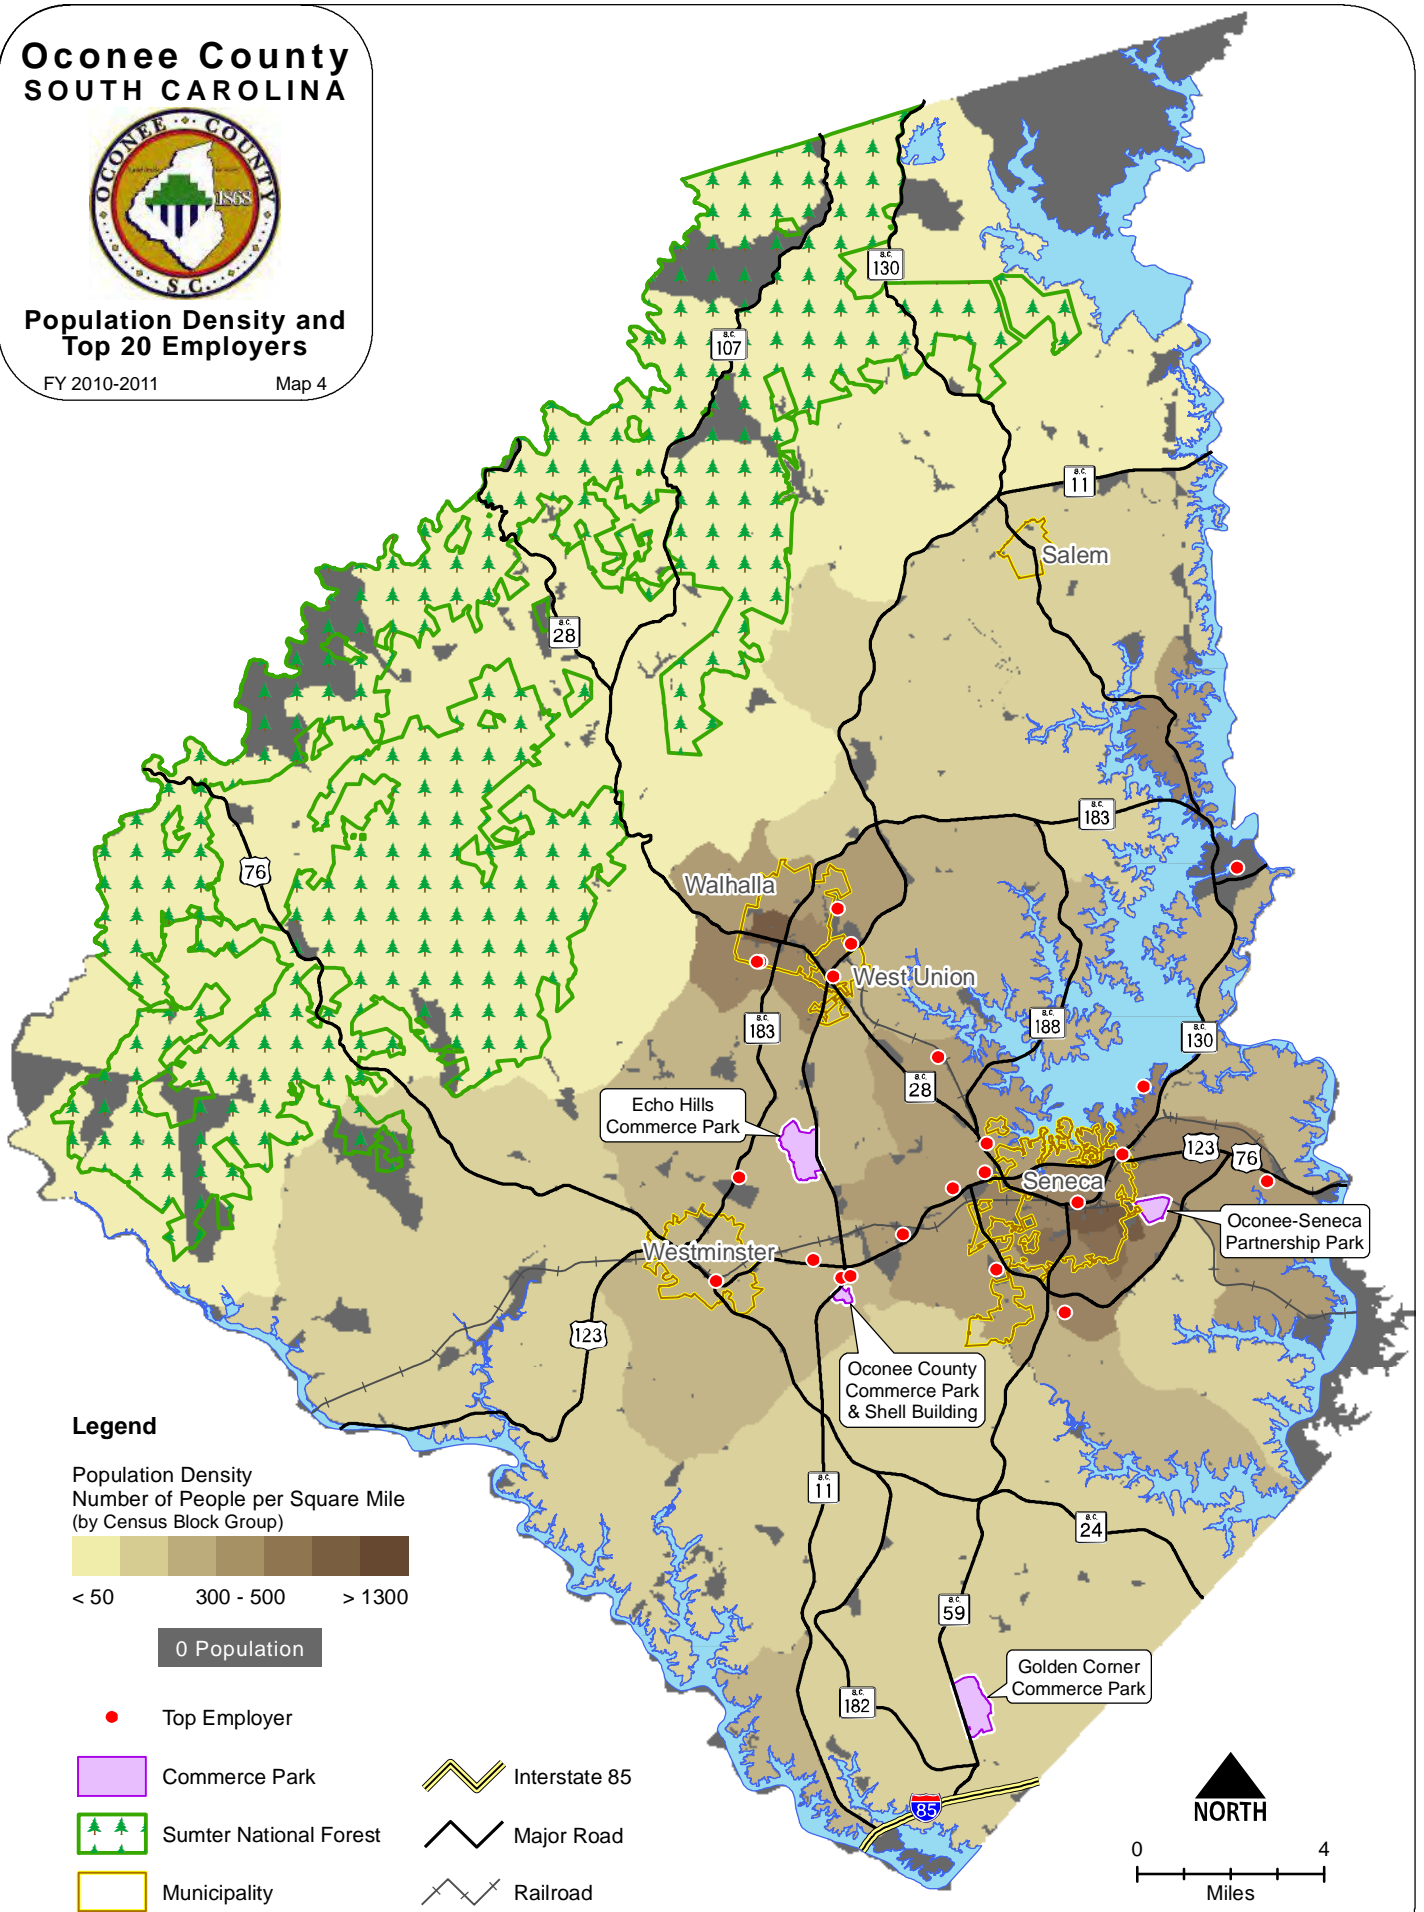 Oconee County
SOUTH CAROLINA
OCONEE COUNTY
1868
S.C.
Population Density and
Top 20 Employers
FY 2010-2011
Map 4
S.C.
130
S.C.
107
S.C.
11
Salem
S.C.
28
S.C.
183
76
Walhalla
West Union
S.C.
183
S.C.
188
S.C.
130
S.C.
28
Echo Hills
Commerce Park
123
76
Seneca
Oconee-Seneca
Partnership Park
Westminster
123
Oconee County
Commerce Park
& Shell Building
S.C.
11
S.C.
24
S.C.
59
Golden Corner
Commerce Park
S.C.
182
85
Legend
Population Density
Number of People per Square Mile
(by Census Block Group)
< 50
300 - 500
> 1300
0 Population
Top Employer
Commerce Park
Interstate 85
Sumter National Forest
Major Road
Municipality
Railroad
NORTH
0
4
Miles